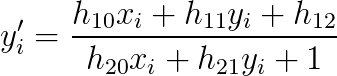 y'_i = \frac{h_{10}x_i + h_{11}y_i + h_{12}}{h_{20}x_i + h_{21}y_i + 1}